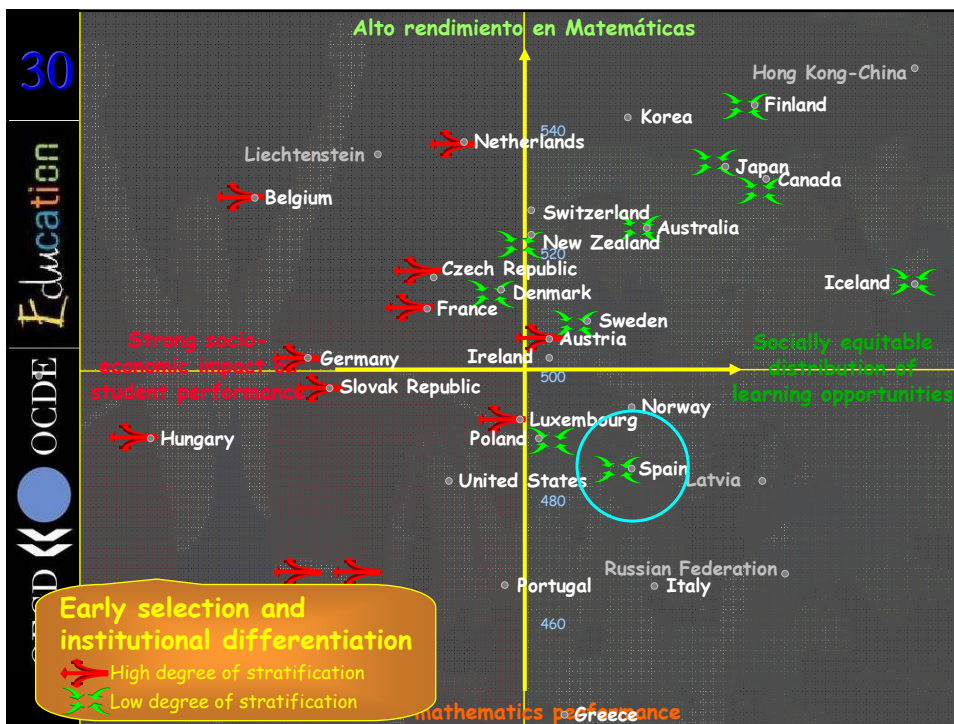 30
Education
OCDE
Alto rendimiento en Matemáticas
Hong Kong-China
Finland
Korea
540
Netherlands
Liechtenstein
Japan
Canada
Belgium
Switzerland
Australia
New Zealand
520
Czech Republic
Iceland
Denmark
France
Sweden
Austria
Strong socio-
economic impact
student performance
Socially equitable
distribution of
learning opportunities
Germany
Ireland
500
Slovak Republic
Norway
Luxembourg
Hungary
Poland
Spain
United States
Latvia
480
Russian Federation
Portugal
Italy
460
Early selection and
institutional differentiation
High degree of stratification
Low degree of stratification
mathematics performance
Greece